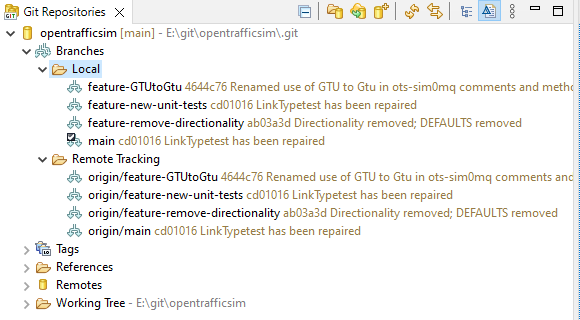 Git Repositories
opentrafficsim [main] - E:\git\opentrafficsim\.git
Branches
Local
feature-GTUtoGtu 4644c76 Renamed use of GTU to Gtu in ots-sim0mq comments and metho
feature-new-unit-tests cd01016 LinkTypetest has been repaired
feature-remove-directionality ab03a3d Directionality removed; DEFAULTS removed
main cd01016 LinkTypetest has been repaired
Remote Tracking
origin/feature-GTUtoGtu 4644c76 Renamed use of GTU to Gtu in ots-sim0mq comments and
origin/feature-new-unit-tests cd01016 LinkTypetest has been repaired
origin/feature-remove-directionality ab03a3d Directionality removed; DEFAULTS removed
origin/main cd01016 LinkTypetest has been repaired
Tags
References
Remotes
Working Tree - E:\git\opentrafficsim